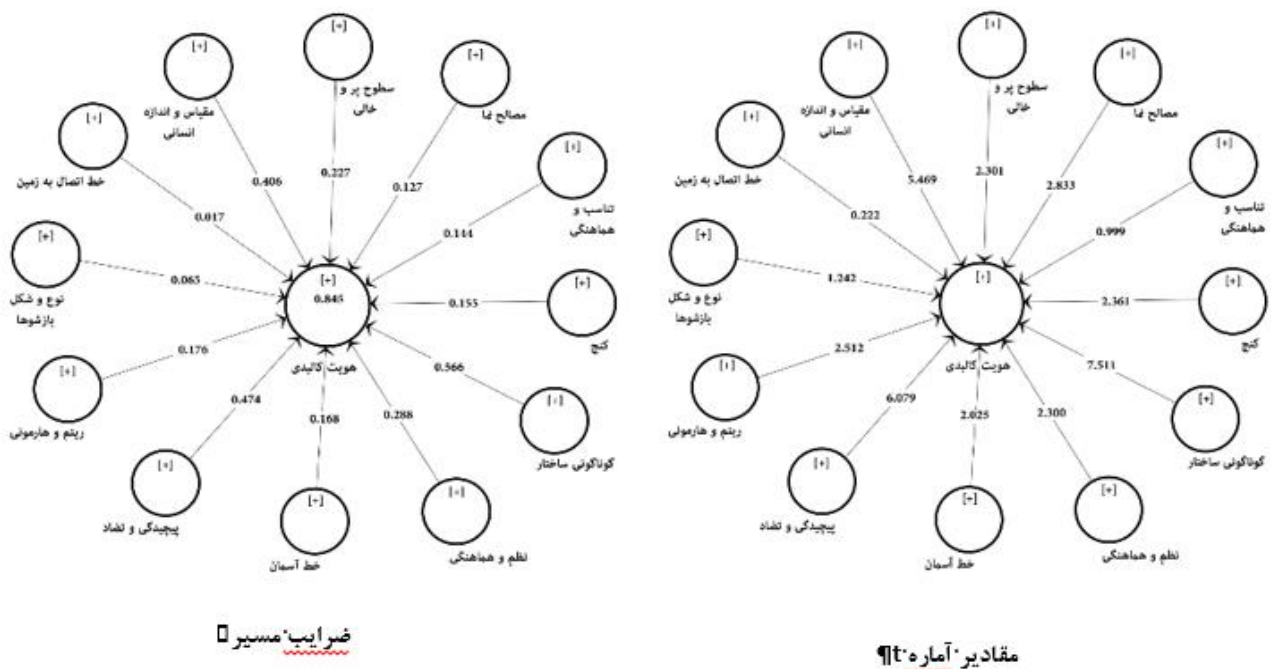 [+]
سطوح پر و
خالی
0.227
[+]
مصالح نما
0.127
[+]
تناسب و
هماهنگی
0.144
[+]
کنج
0.155
[+]
گوناگونی ساختار
0.566
[+]
نظم و هماهنگی
0.288
[+]
خط آسمان
0.168
[+]
پیچیدگی و تضاد
0.474
[+]
ریتم و هارمونی
0.176
[+]
نوع و شکل
بازشوها
0.065
[+]
خط اتصال به زمین
0.017
[+]
مقیاس و اندازه
انسانی
0.406
[+]
0.845
هویت کالبدی
ضرایب مسیر
[+]
سطوح پر و
خالی
2.301
[+]
مصالح نما
2.833
[+]
تناسب و
هماهنگی
0.999
[+]
کنج
2.361
[+]
گوناگونی ساختار
7.511
[+]
نظم و هماهنگی
2.300
[+]
خط آسمان
2.025
[+]
پیچیدگی و تضاد
6.079
[+]
ریتم و هارمونی
2.512
[+]
نوع و شکل
بازشوها
1.242
[+]
خط اتصال به زمین
0.222
[+]
مقیاس و اندازه
انسانی
5.469
[+]
هویت کالبدی
مقادیر آماره t¶